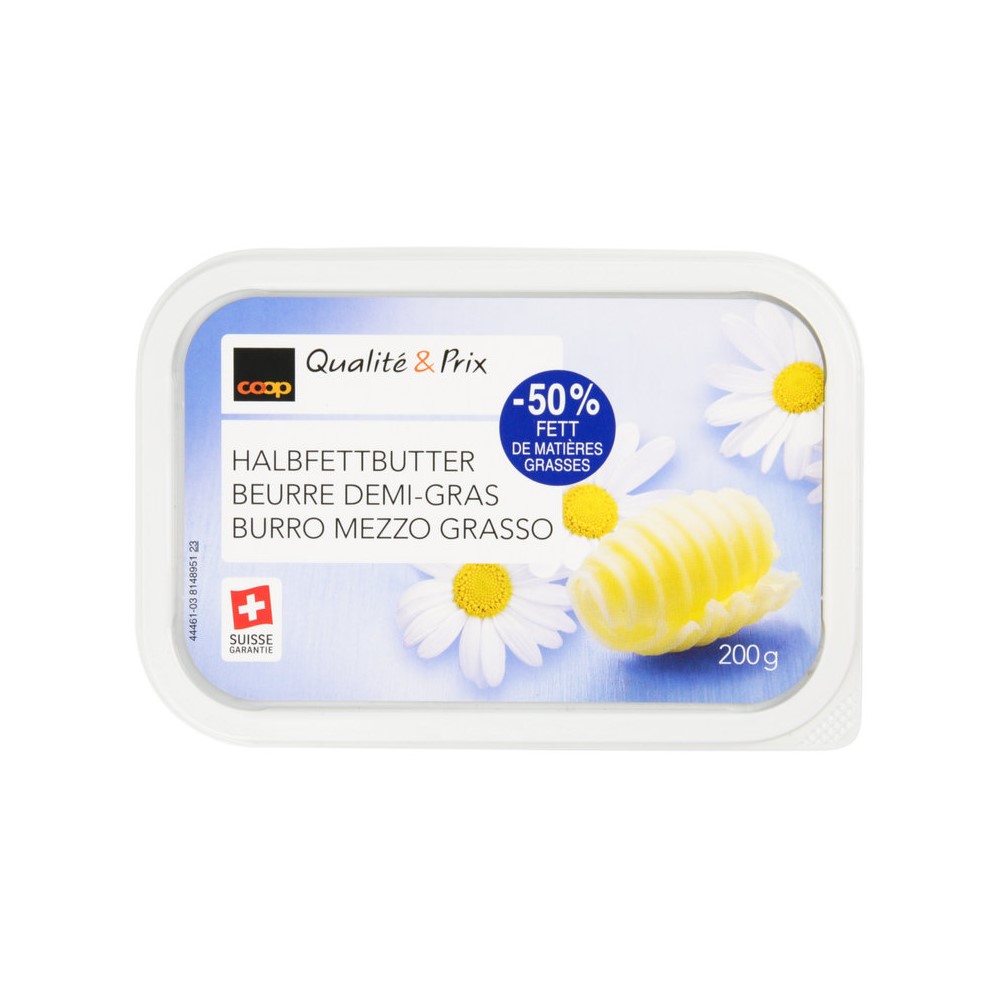 coop
Qualité & Prix
-50%
FETT
DE MATIÈRES
GRASSES
HALBFETTBUTTER
BEURRE DEMI-GRAS
BURRO MEZZO GRASSO
44461-03 8148951 23
SUISSE
GARANTIE
200 g